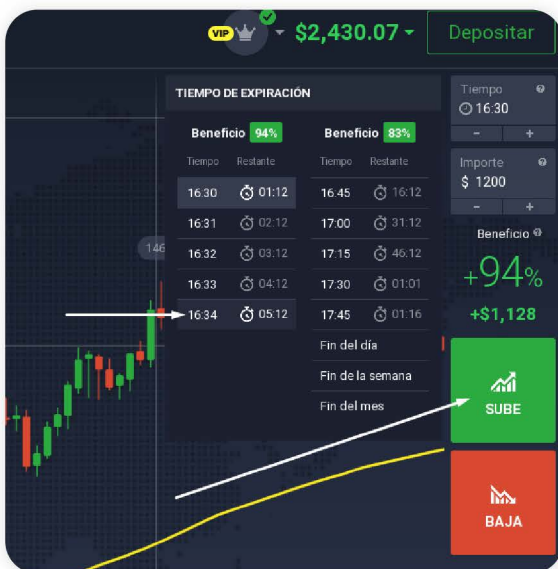 VIP $2,430.07 Depositar
TIEMPO DE EXPIRACIÓN
Beneficio 94%
Tiempo Restante
16:30 01:12
16:31 02:12
16:32 03:12
16:33 04:12
16:34 05:12
Beneficio 83%
Tiempo Restante
16:45 16:12
17:00 31:12
17:15 46:12
17:30 01:01
17:45 01:16
Fin del día
Fin de la semana
Fin del mes
146
Tiempo
16:30
- +
Importe
$ 1200
- +
Beneficio
+94%
+$1,128
SUBE
BAJA